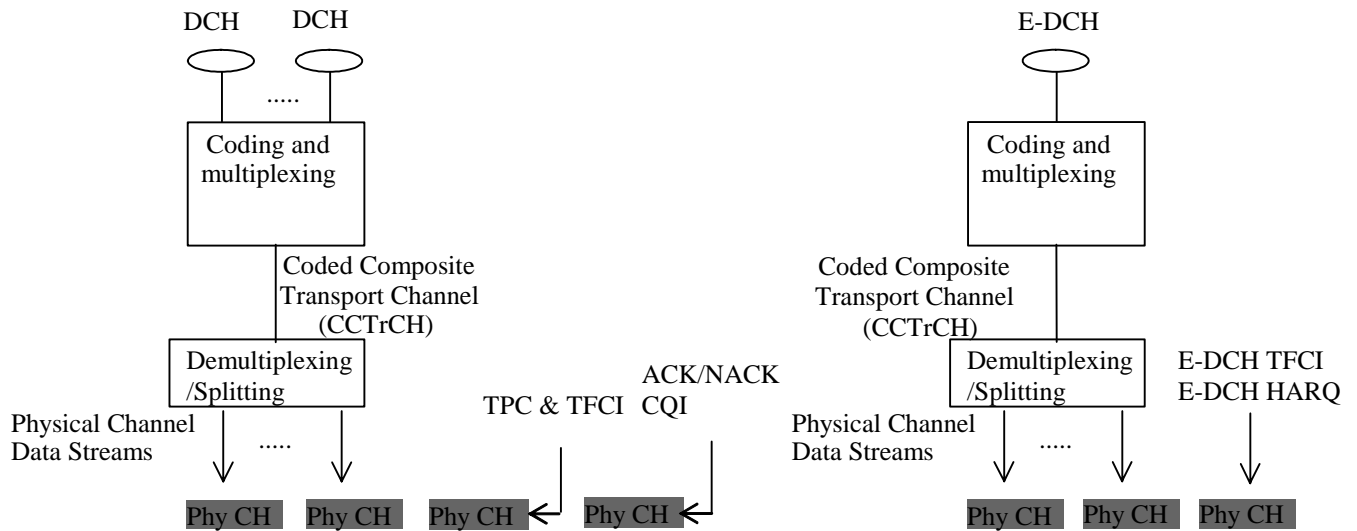 DCH
DCH
.....
Coding and
multiplexing
Coded Composite
Transport Channel
(CCTrCH)
Demultiplexing
/Splitting
Physical Channel
Data Streams
.....
TPC & TFCI
ACK/NACK
CQI
Phy CH
Phy CH
Phy CH
Phy CH
E-DCH
Coding and
multiplexing
Coded Composite
Transport Channel
(CCTrCH)
Demultiplexing
/Splitting
E-DCH TFCI
E-DCH HARQ
Physical Channel
Data Streams
.....
Phy CH
Phy CH
Phy CH